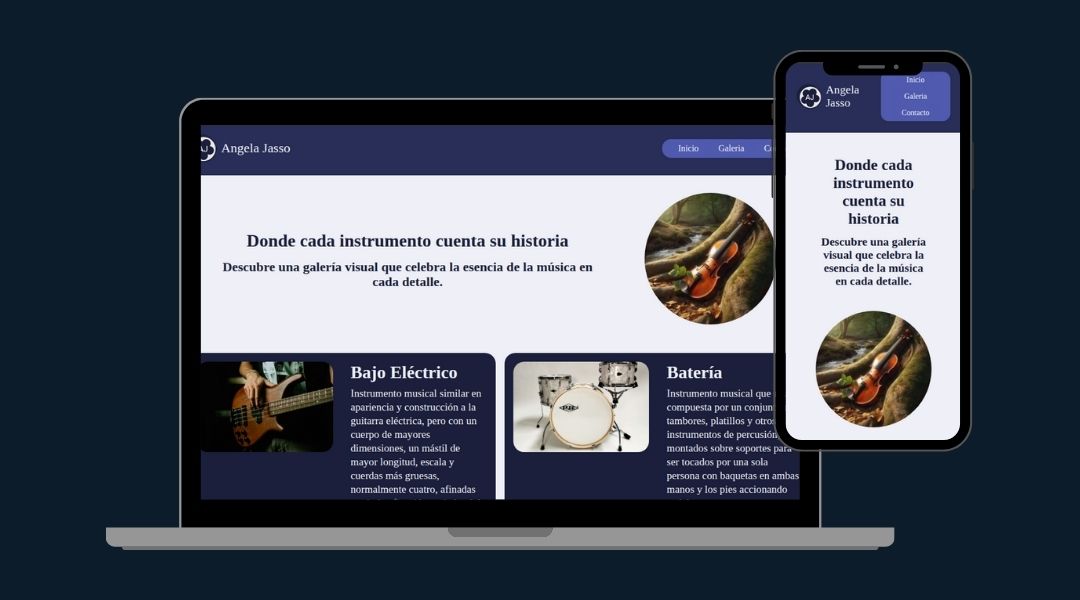 AJ Angela Jasso
Inicio Galeria
Donde cada instrumento cuenta su historia
Descubre una galería visual que celebra la esencia de la música en
cada detalle.
Bajo Eléctrico
Instrumento musical similar en
apariencia y construcción a la
guitarra eléctrica, pero con un
cuerpo de mayores
dimensiones, un mástil de
mayor longitud, escala y
cuerdas más gruesas,
normalmente cuatro, afinadas
Batería
Instrumento musical que
compuesta por un conjun
tambores, platillos y otros
instrumentos de percusión
montados sobre soportes para
ser tocados por una sola
persona con baquetas en ambas
manos y los pies accionando
AJ
Angela
Jasso
Inicio
Galeria
Contacto
Donde cada
instrumento
cuenta su
historia
Descubre una galería
visual que celebra la
esencia de la música
en cada detalle.